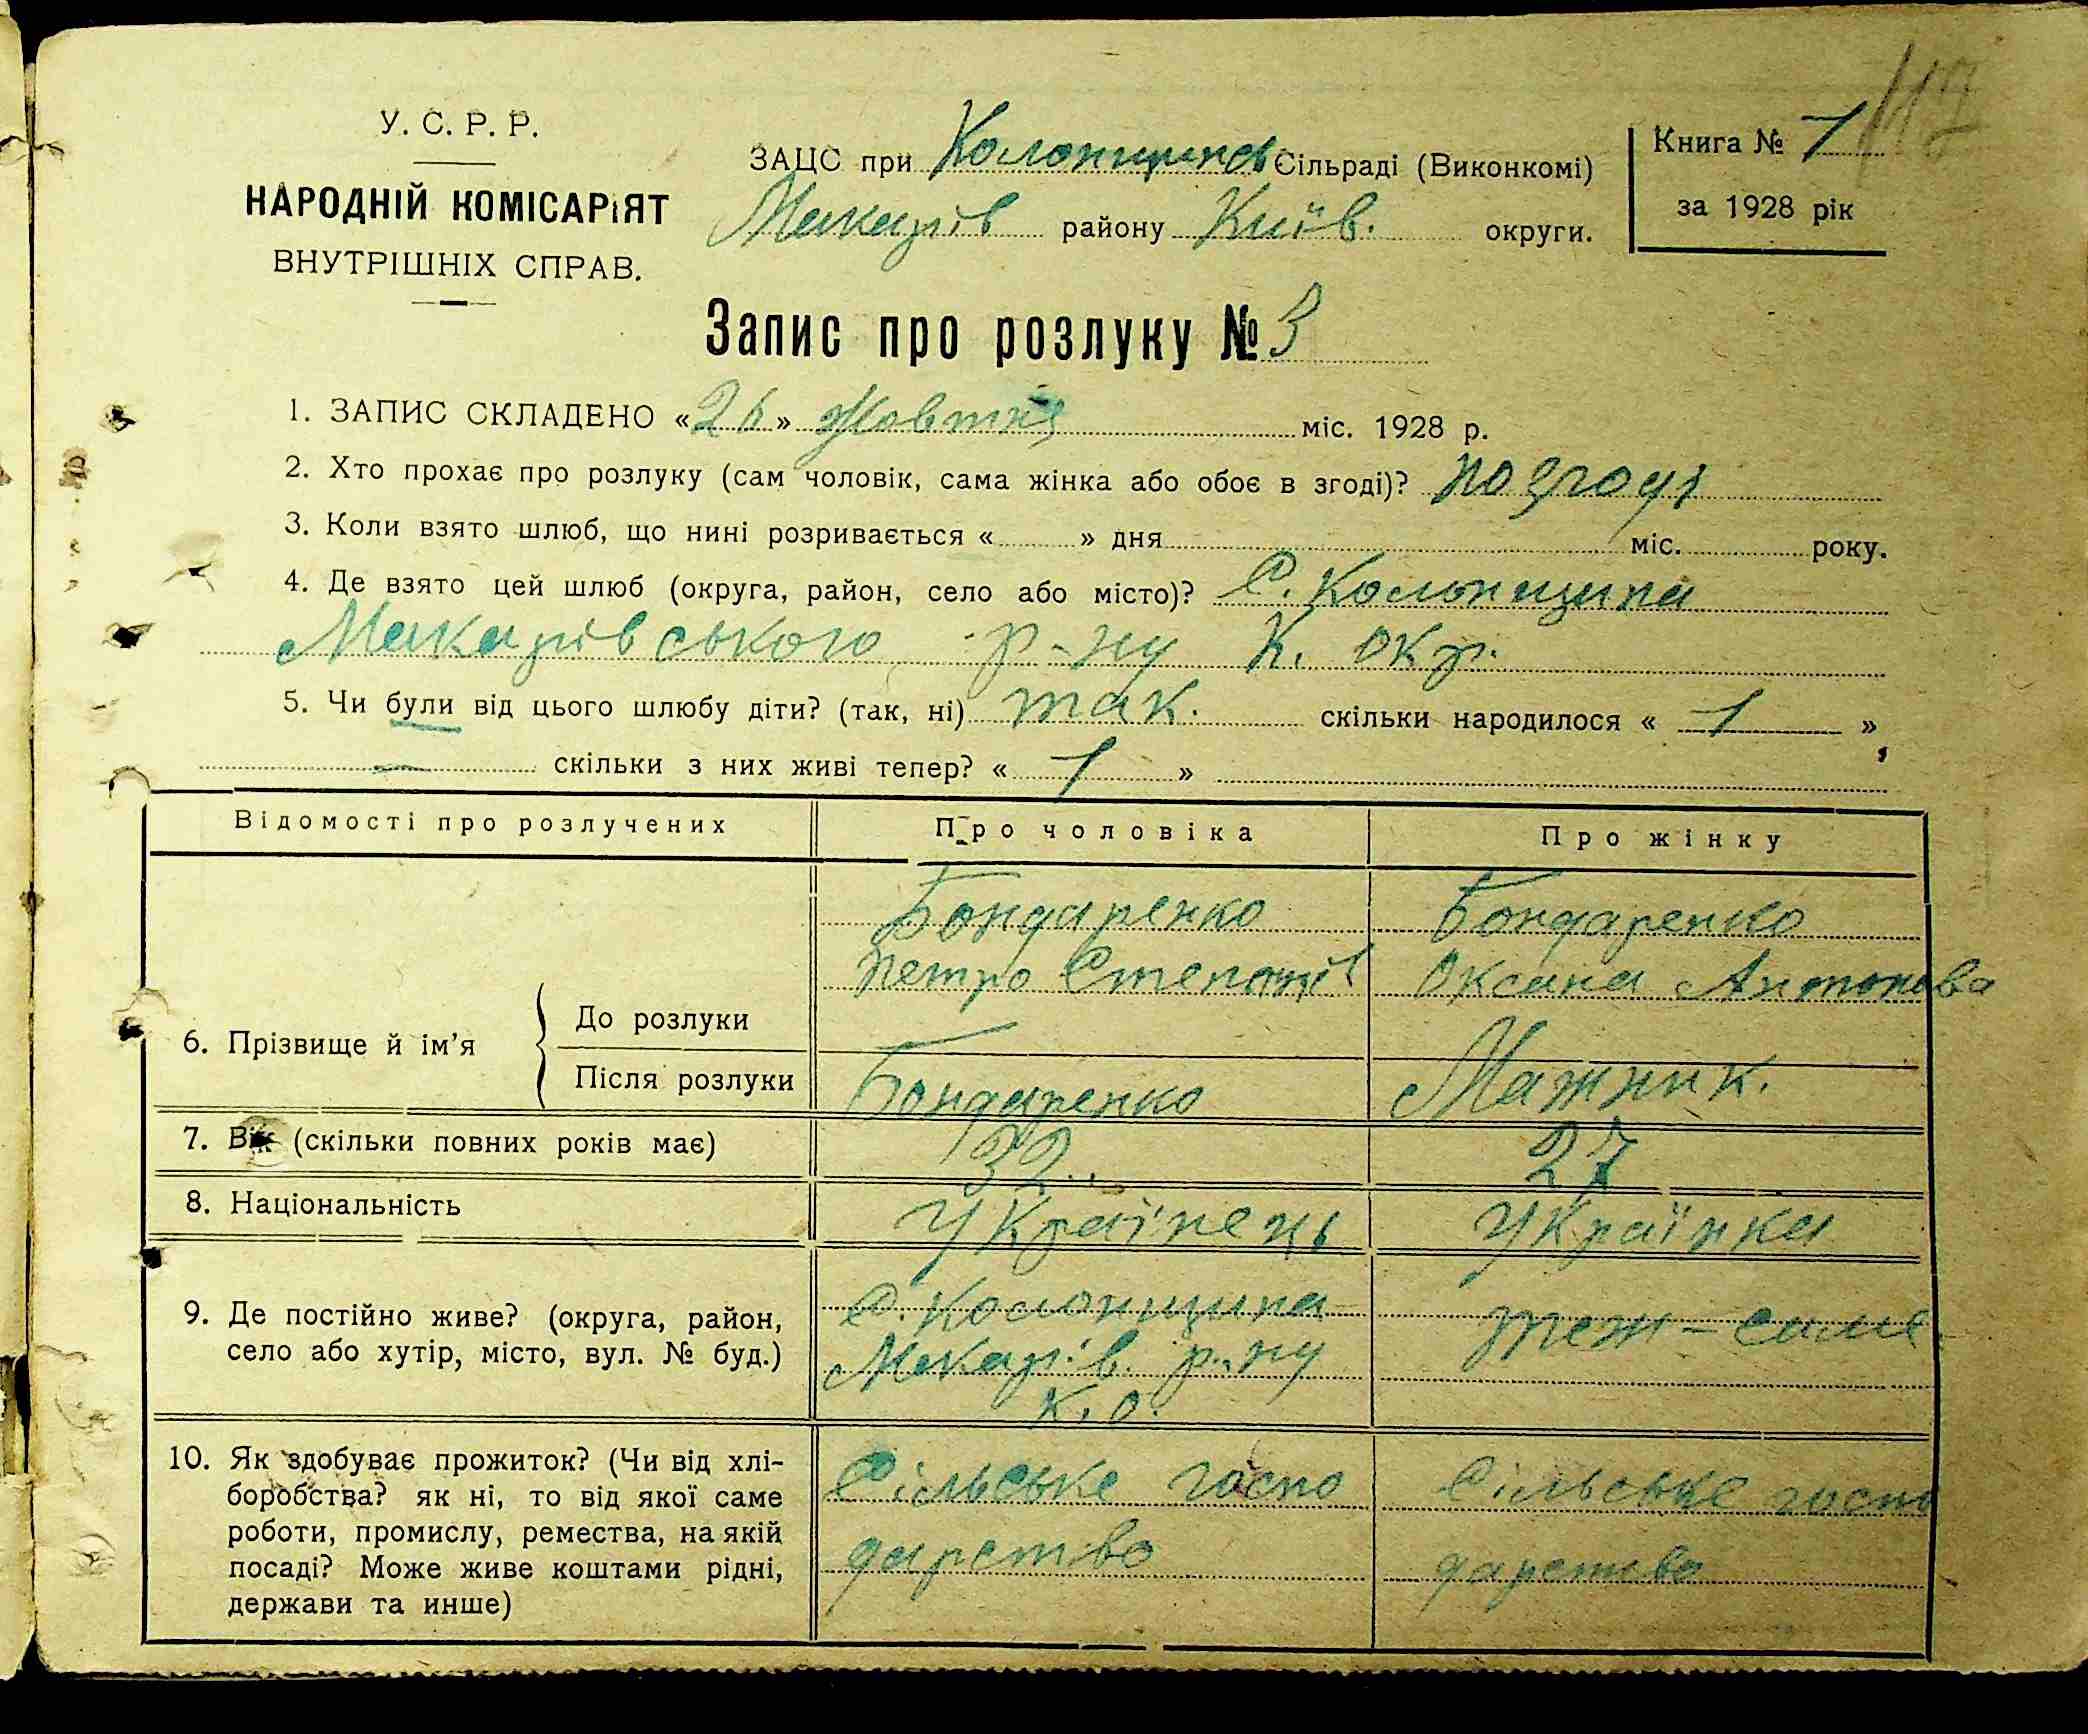 117
У. С. Р. Р.
НАРОДНІЙ КОМІСАРІЯТ
ВНУТРІШНІХ СПРАВ.
ЗАЦС при Колонщинс Сільраді (Виконкомі)
Макарів району Київ. округи.
Книга № 1
за 1928 рік
Запис про розлуку № 3
1. ЗАПИС СКЛАДЕНО «26» Жовтня міс. 1928 р.
2. Хто прохає про розлуку (сам чоловік, сама жінка або обоє в згоді)? по згоді
3. Коли взято шлюб, що нині розривається « » дня міс. року.
4. Де взято цей шлюб (округа, район, село або місто)? С. Колонщина
Макарівського р-ну К. окр.
5. Чи були від цього шлюбу діти? (так, ні) так. скільки народилося « 1 »,
— скільки з них живі тепер? « 1 »
Відомості про розлучених Про чоловіка Про жінку
Бондаренко Бондаренко
Петро Степанів Оксана Антонова
6. Прізвище й ім'я До розлуки
Після розлуки Бондаренко Мажник.
7. Вік (скільки повних років має) 32.. 27
8. Національність Українець Українка
9. Де постійно живе? (округа, район,
село або хутір, місто, вул. № буд.)
С. Колонщина
Макарів. р-ну
К. О.
теж-саме
10. Як здобуває прожиток? (Чи від хлі-
боробства? як ні, то від якої саме
роботи, промислу, ремества, на якій
посаді? Може живе коштами рідні,
держави та инше)
Сільське госпо
дарство
Сільське госпо
дарство